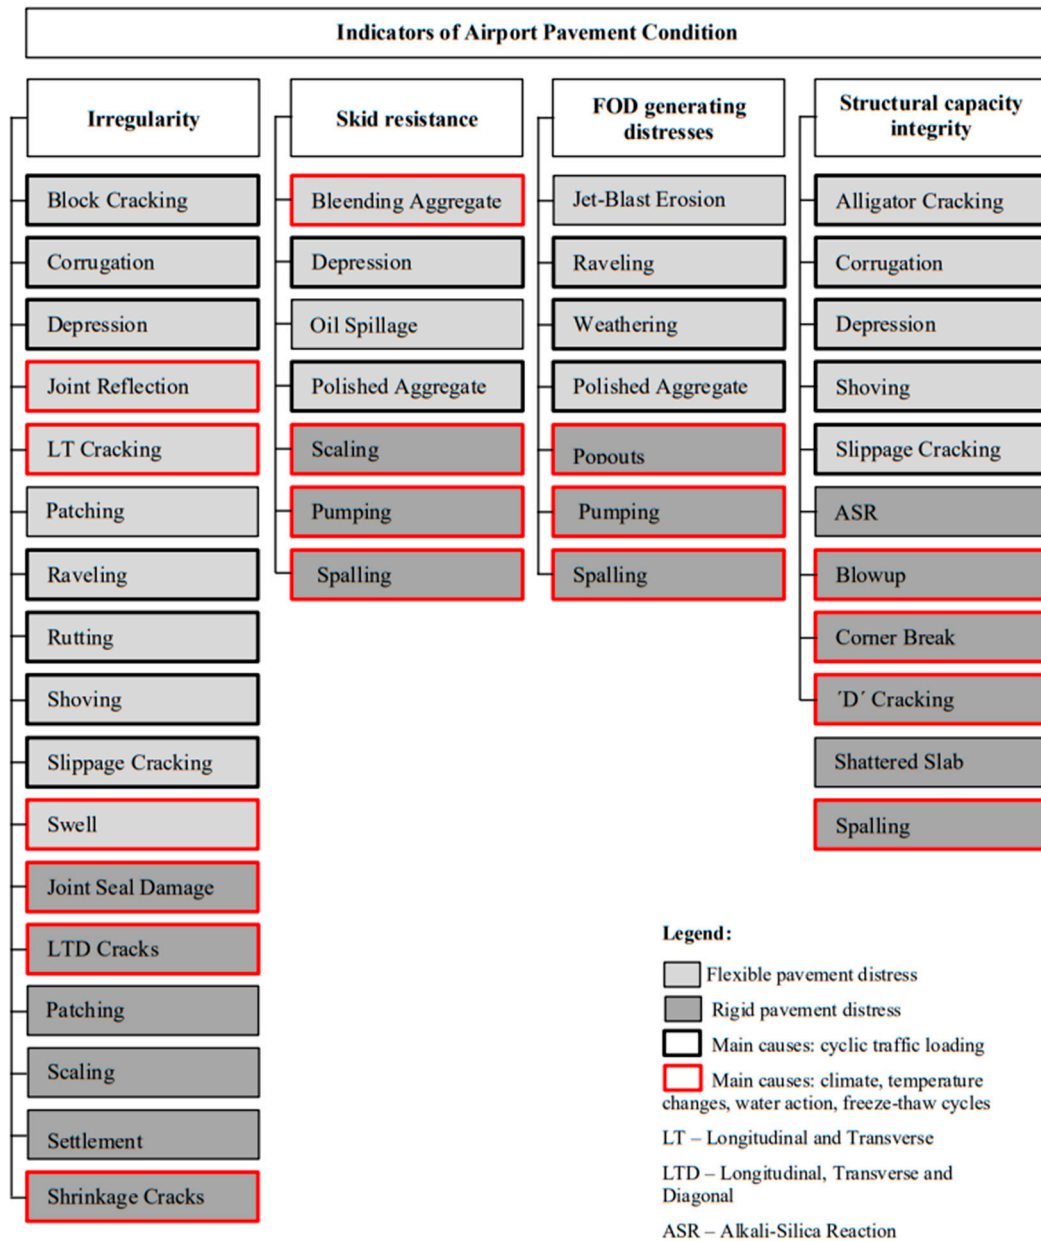 Indicators of Airport Pavement Condition
Irregularity
Block Cracking
Corrugation
Depression
Joint Reflection
LT Cracking
Patching
Raveling
Rutting
Shoving
Slippage Cracking
Swell
Joint Seal Damage
LTD Cracks
Patching
Scaling
Settlement
Shrinkage Cracks
Skid resistance
Bleending Aggregate
Depression
Oil Spillage
Polished Aggregate
Scaling
Pumping
Spalling
FOD generating
distresses
Jet-Blast Erosion
Raveling
Weathering
Polished Aggregate
Popouts
Pumping
Spalling
Structural capacity
integrity
Alligator Cracking
Corrugation
Depression
Shoving
Slippage Cracking
ASR
Blowup
Corner Break
´D´ Cracking
Shattered Slab
Spalling
Legend:
Flexible pavement distress
Rigid pavement distress
Main causes: cyclic traffic loading
Main causes: climate, temperature
changes, water action, freeze-thaw cycles
LT – Longitudinal and Transverse
LTD – Longitudinal, Transverse and
Diagonal
ASR – Alkali-Silica Reaction